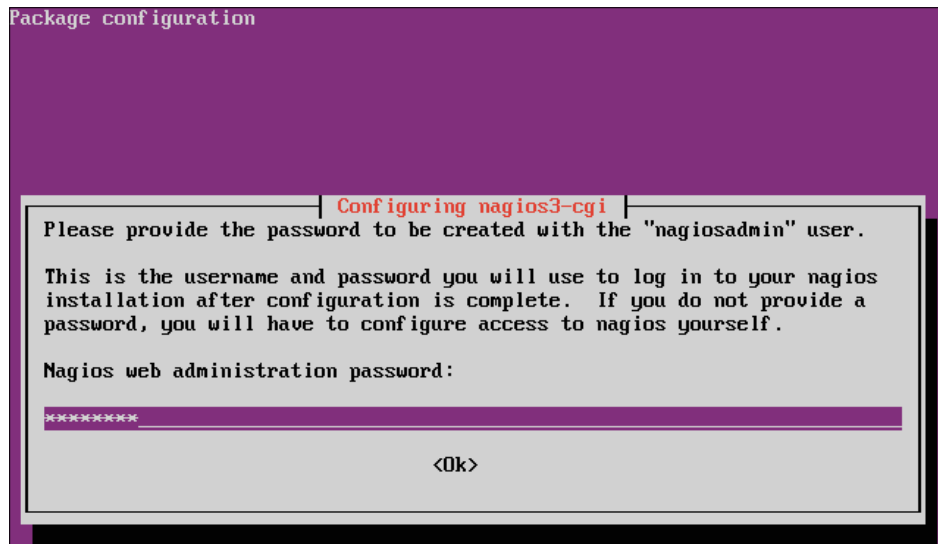 Package configuration
Configuring nagios3-cgi
Please provide the password to be created with the "nagiosadmin" user.
This is the username and password you will use to log in to your nagios
installation after configuration is complete.  If you do not provide a
password, you will have to configure access to nagios yourself.
Nagios web administration password:
********
<Ok>